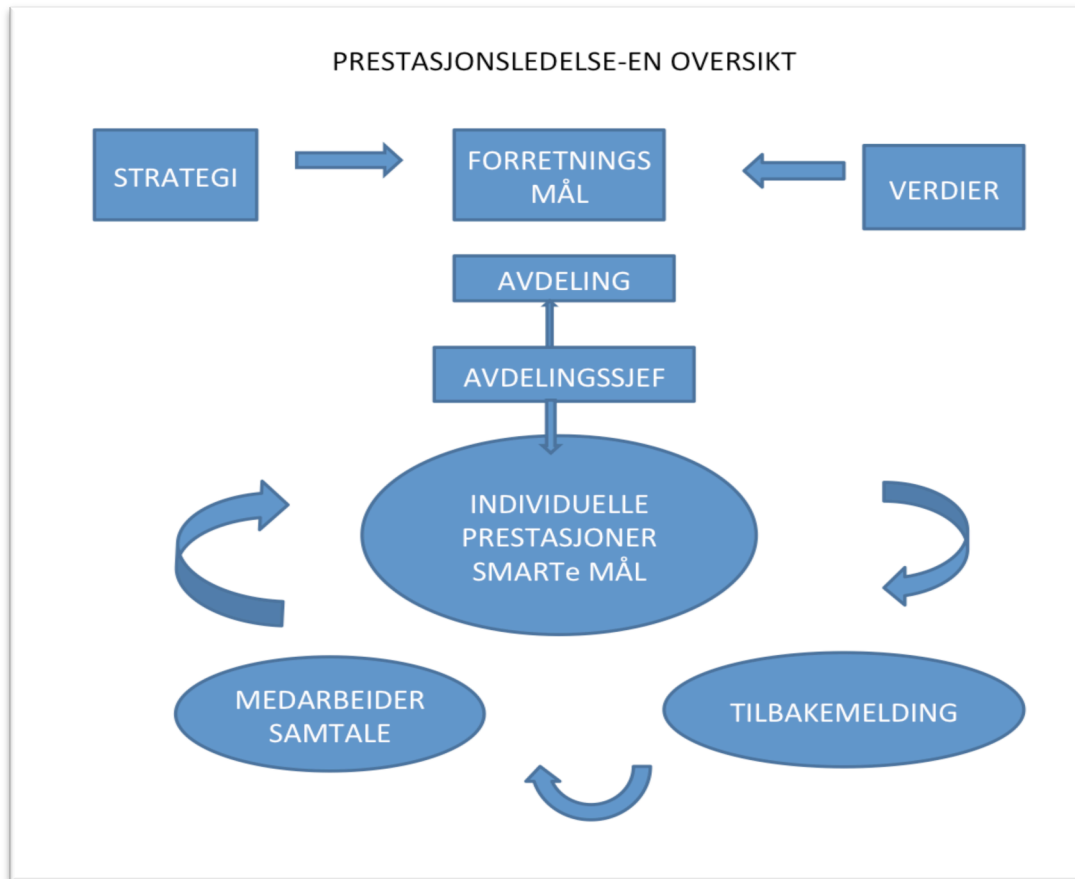 PRESTASJONSLEDELSE-EN OVERSIKT
STRATEGI
FORRETNINGS
MÅL
VERDIER
AVDELING
AVDELINGSSJEF
INDIVIDUELLE
PRESTASJONER
SMARTe MÅL
MEDARBEIDER
SAMTALE
TILBAKEMELDING